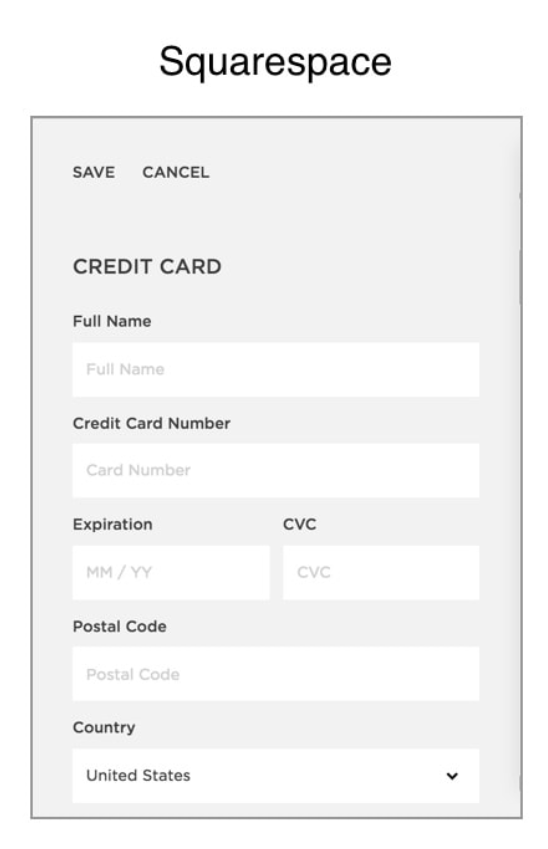 Squarespace
SAVE CANCEL
CREDIT CARD
Full Name
Full Name
Credit Card Number
Card Number
Expiration CVC
MM / YY CVC
Postal Code
Postal Code
Country
United States